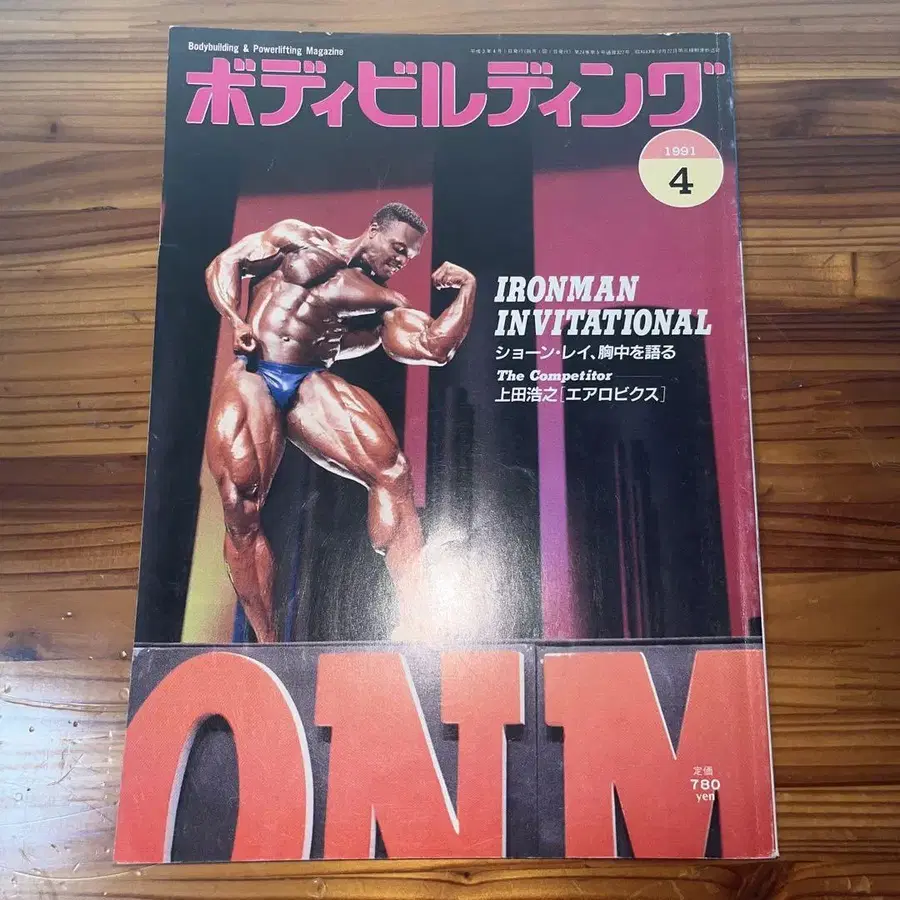 Bodybuilding & Powerlifting Magazine
ボディビルディング
1991
4
IRONMAN
INVITATIONAL
ショーン・レイ、胸中を語る
The Competitor
上田浩之[エアロビクス]
ONM
定価
780
yen